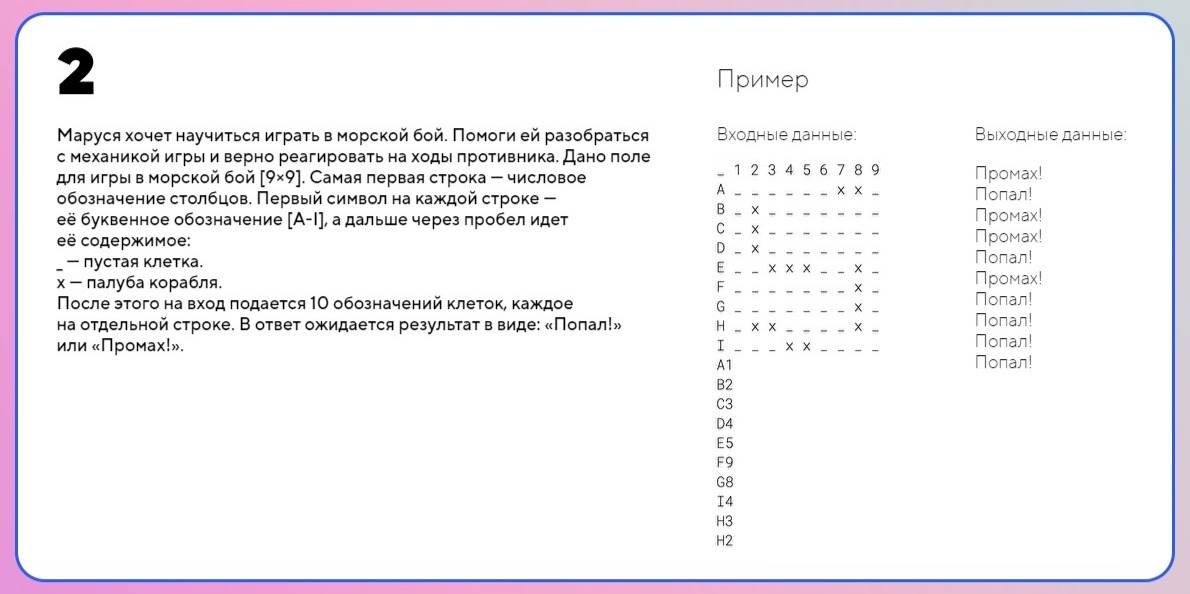 2
Маруся хочет научиться играть в морской бой. Помоги ей разобраться
с механикой игры и верно реагировать на ходы противника. Дано поле
для игры в морской бой [9×9]. Самая первая строка — числовое
обозначение столбцов. Первый символ на каждой строке —
её буквенное обозначение [A-I], а дальше через пробел идет
её содержимое:
_ — пустая клетка.
x — палуба корабля.
После этого на вход подается 10 обозначений клеток, каждое
на отдельной строке. В ответ ожидается результат в виде: «Попал!»
или «Промах!».
Пример
Входные данные:
_ 1 2 3 4 5 6 7 8 9
A _ _ _ _ _ _ x x _
B _ x _ _ _ _ _ _ _
C _ x _ _ _ _ _ _ _
D _ x _ _ _ _ _ _ _
E _ _ x x x _ _ x _
F _ _ _ _ _ _ _ x _
G _ _ _ _ _ _ _ x _
H _ x x _ _ _ _ x _
I _ _ _ x x _ _ _ _
A1
B2
C3
D4
E5
F9
G8
I4
H3
H2
Выходные данные:
Промах!
Попал!
Промах!
Промах!
Попал!
Промах!
Попал!
Попал!
Попал!
Попал!